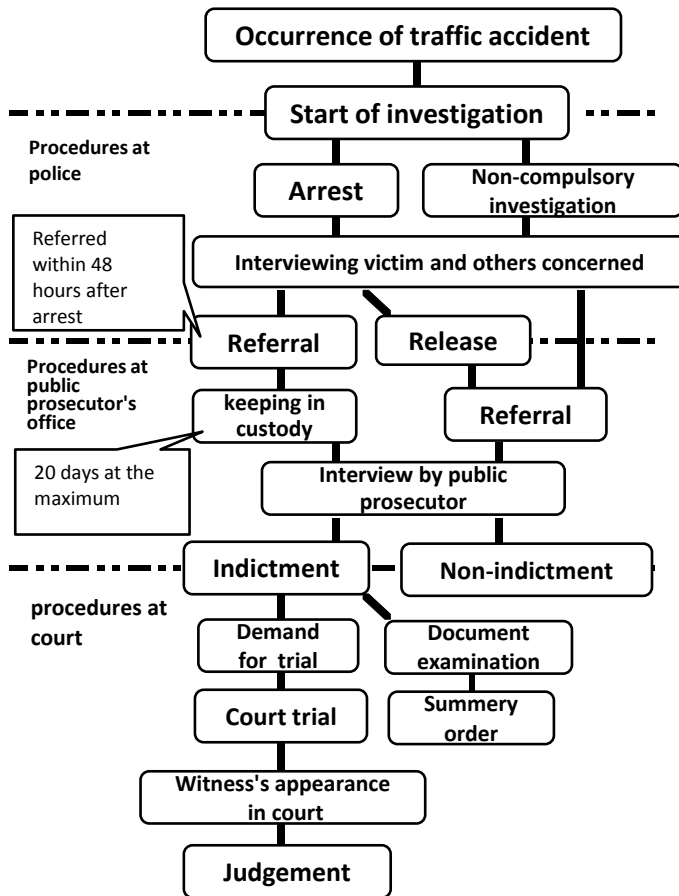 Occurrence of traffic accident
Start of investigation
Procedures at
police
Arrest
Non-compulsory
investigation
Referred
within 48
hours after
arrest
Interviewing victim and others concerned
Referral
Release
Procedures at
public
prosecutor's
office
keeping in
custody
Referral
20 days at the
maximum
Interview by public
prosecutor
Indictment
Non-indictment
procedures at
court
Demand
for trial
Document
examination
Court trial
Summery
order
Witness's appearance
in court
Judgement